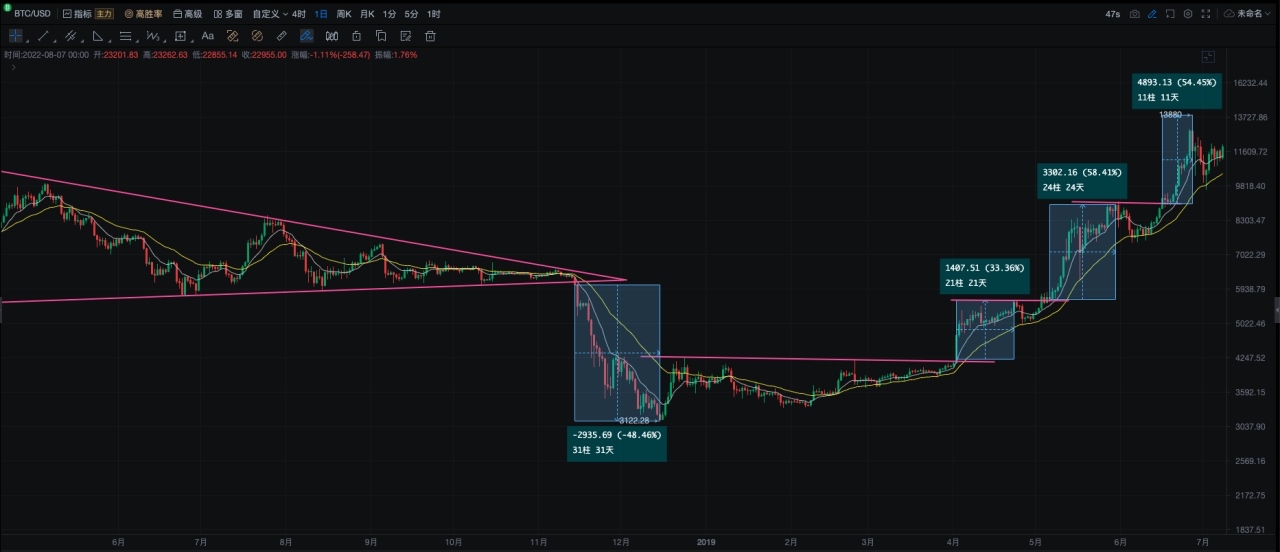 BTC/USD 指标 主力 高胜率 高级 多窗 自定义 4时 1日 周K 月K 1分 5分 1时 47s 未命名
Aa
时间:2022-08-07 00:00 开:23201.83 高:23262.63 低:22855.14 收:22955.00 涨幅:-1.11%(-258.47) 振幅:1.76%
16232.44
4893.13 (54.45%)
11柱 11天
13880
13727.86
11609.72
3302.16 (58.41%)
24柱 24天
9818.40
8303.47
7022.29
1407.51 (33.36%)
21柱 21天
5938.79
5022.46
4247.52
3592.15
3122.28
3037.90
-2935.69 (-48.46%)
31柱 31天
2569.16
2172.75
1837.51
6月 7月 8月 9月 10月 11月 12月 2019 2月 3月 4月 5月 6月 7月